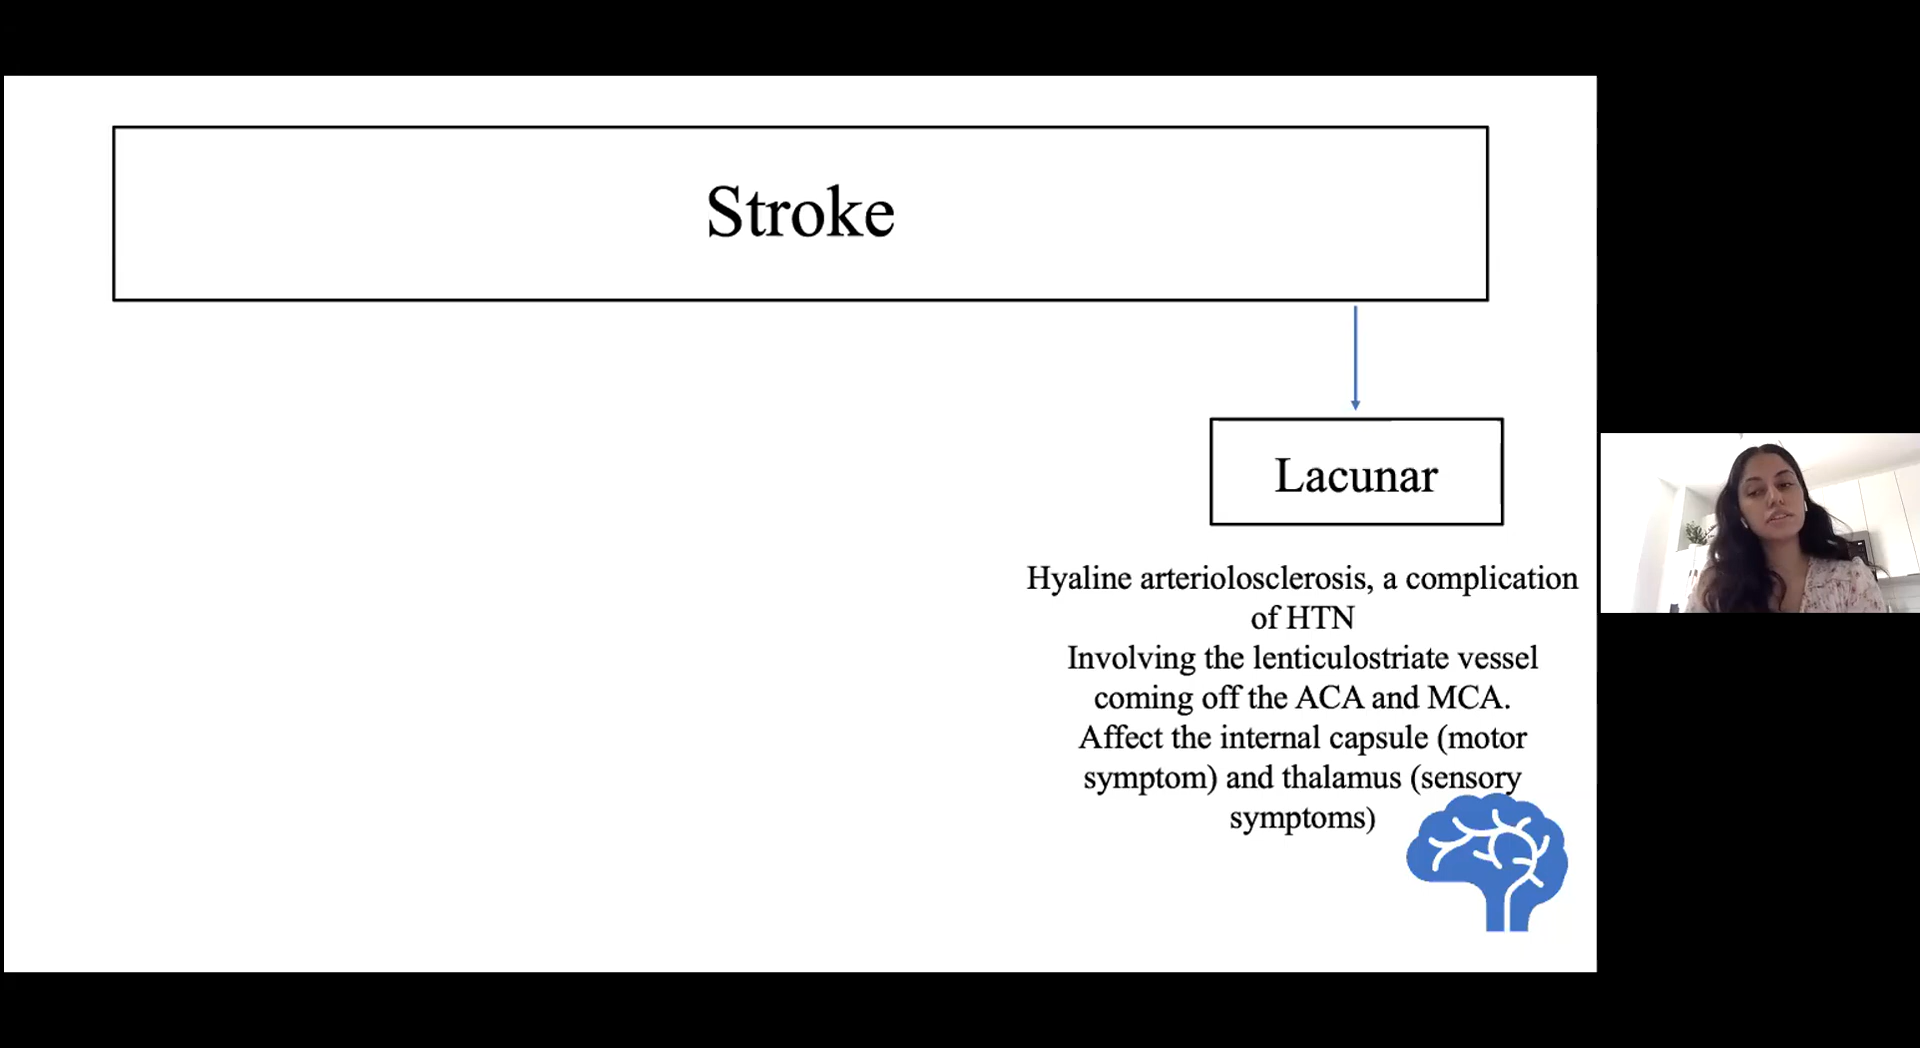 Stroke
Lacunar
Hyaline arteriolosclerosis, a complication
of HTN
Involving the lenticulostriate vessel
coming off the ACA and MCA.
Affect the internal capsule (motor
symptom) and thalamus (sensory
symptoms)